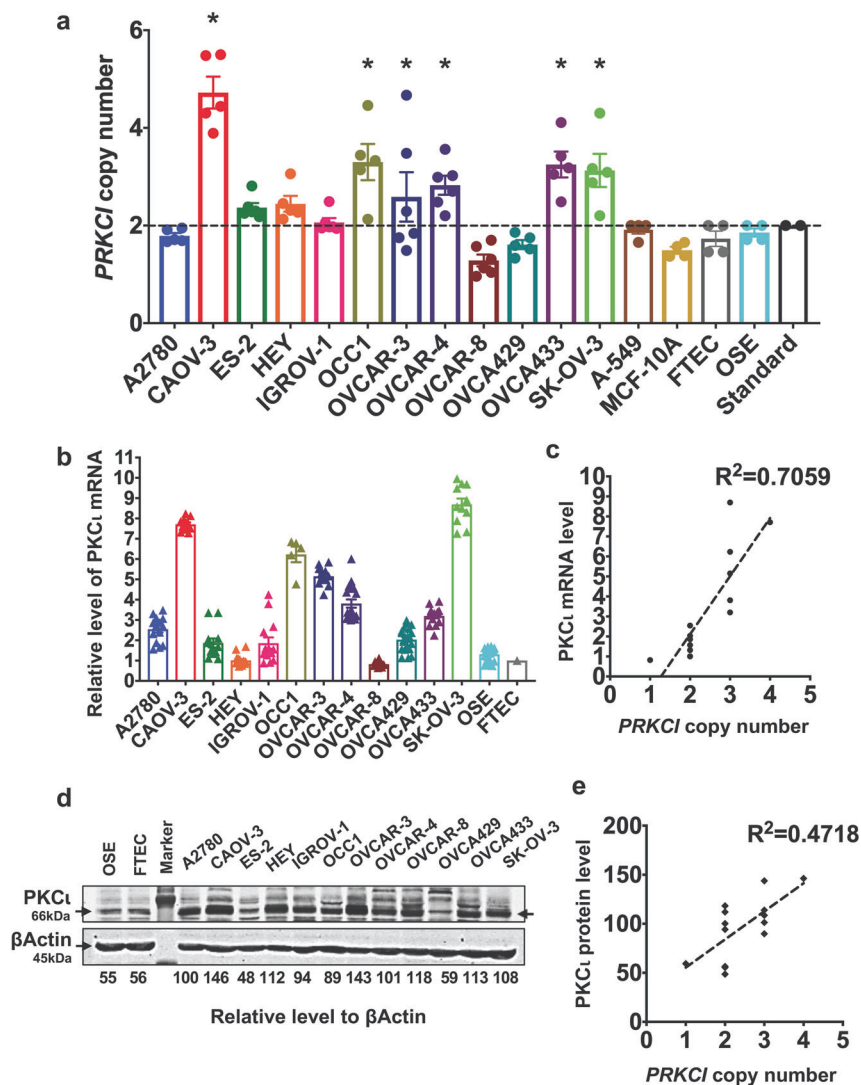 a
* * * * * *
6
4
2
0
PRKCI copy number
A2780
CAOV-3
ES-2
HEY
IGROV-1
OCC1
OVCAR-3
OVCAR-4
OVCAR-8
OVCA429
OVCA433
SK-OV-3
A-549
MCF-10A
FTEC
OSE
Standard
b
11
10
9
8
7
6
5
4
3
2
1
0
Relative level of PKCι mRNA
A2780
CAOV-3
ES-2
HEY
IGROV-1
OCC1
OVCAR-3
OVCAR-4
OVCAR-8
OVCA429
OVCA433
SK-OV-3
OSE
FTEC
c
R²=0.7059
10
9
8
7
6
5
4
3
2
1
0
PKCι mRNA level
0 1 2 3 4 5
PRKCI copy number
d
OSE
FTEC
Marker
A2780
CAOV-3
ES-2
HEY
IGROV-1
OCC1
OVCAR-3
OVCAR-4
OVCAR-8
OVCA429
OVCA433
SK-OV-3
PKCι
66kDa
βActin
45kDa
55 56 100 146 48 112 94 89 143 101 118 59 113 108
Relative level to βActin
e
R²=0.4718
200
150
100
50
0
PKCι protein level
0 1 2 3 4 5
PRKCI copy number